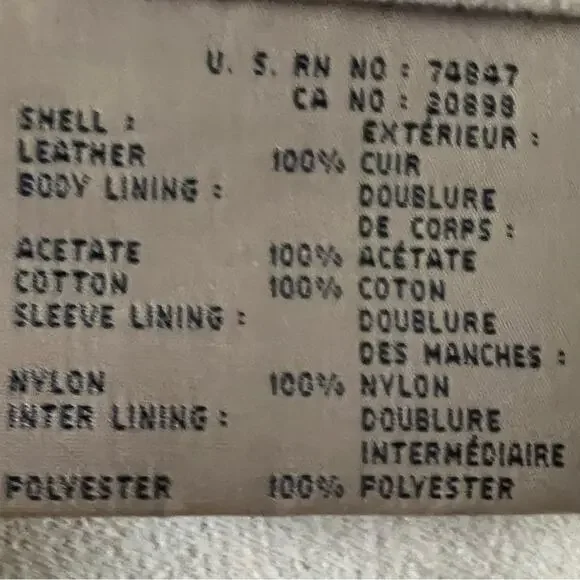 U. S. RN NO : 74847
CA NO : 20898
SHELL : EXTÉRIEUR :
LEATHER 100% CUIR
BODY LINING : DOUBLURE
DE CORPS :
ACETATE 100% ACÉTATE
COTTON 100% COTON
SLEEVE LINING : DOUBLURE
DES MANCHES :
NYLON 100% NYLON
INTER LINING : DOUBLURE
INTERMÉDIAIRE
POLYESTER 100% POLYESTER